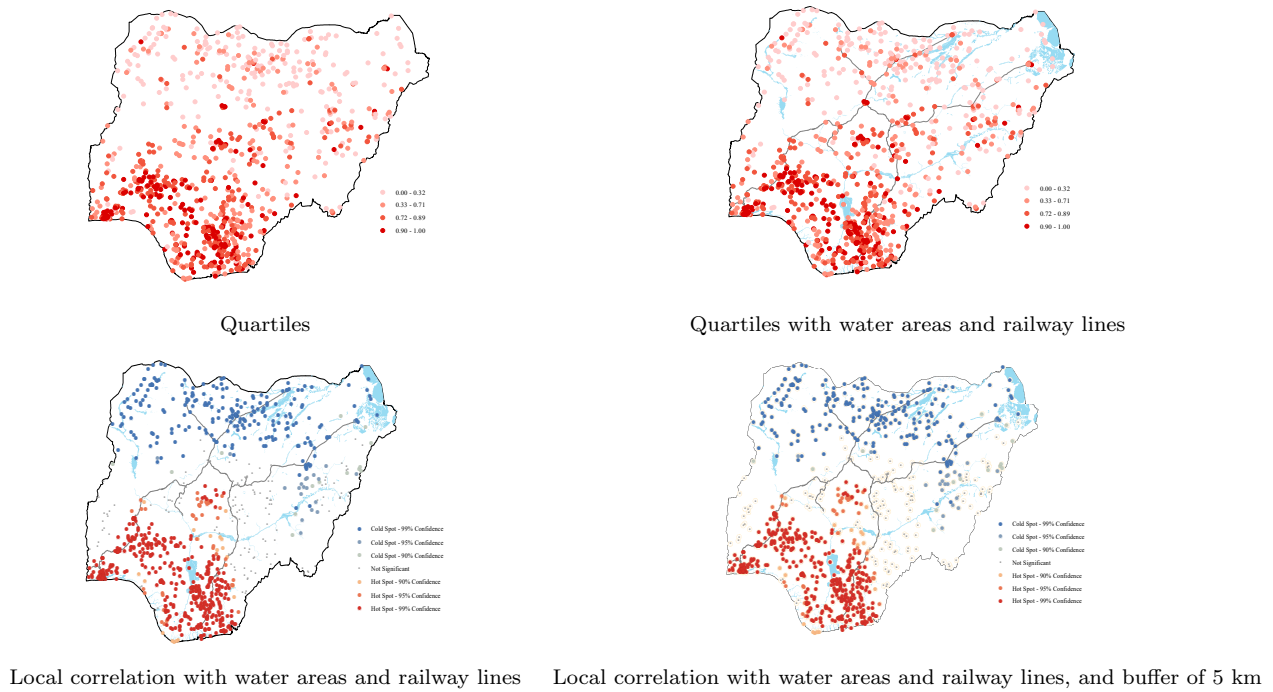 0.00 - 0.32
0.33 - 0.71
0.72 - 0.89
0.90 - 1.00
Quartiles
0.00 - 0.32
0.33 - 0.71
0.72 - 0.89
0.90 - 1.00
Quartiles with water areas and railway lines
Cold Spot - 99% Confidence
Cold Spot - 95% Confidence
Cold Spot - 90% Confidence
Not Significant
Hot Spot - 90% Confidence
Hot Spot - 95% Confidence
Hot Spot - 99% Confidence
Local correlation with water areas and railway lines
Cold Spot - 99% Confidence
Cold Spot - 95% Confidence
Cold Spot - 90% Confidence
Not Significant
Hot Spot - 90% Confidence
Hot Spot - 95% Confidence
Hot Spot - 99% Confidence
Local correlation with water areas and railway lines, and buffer of 5 km